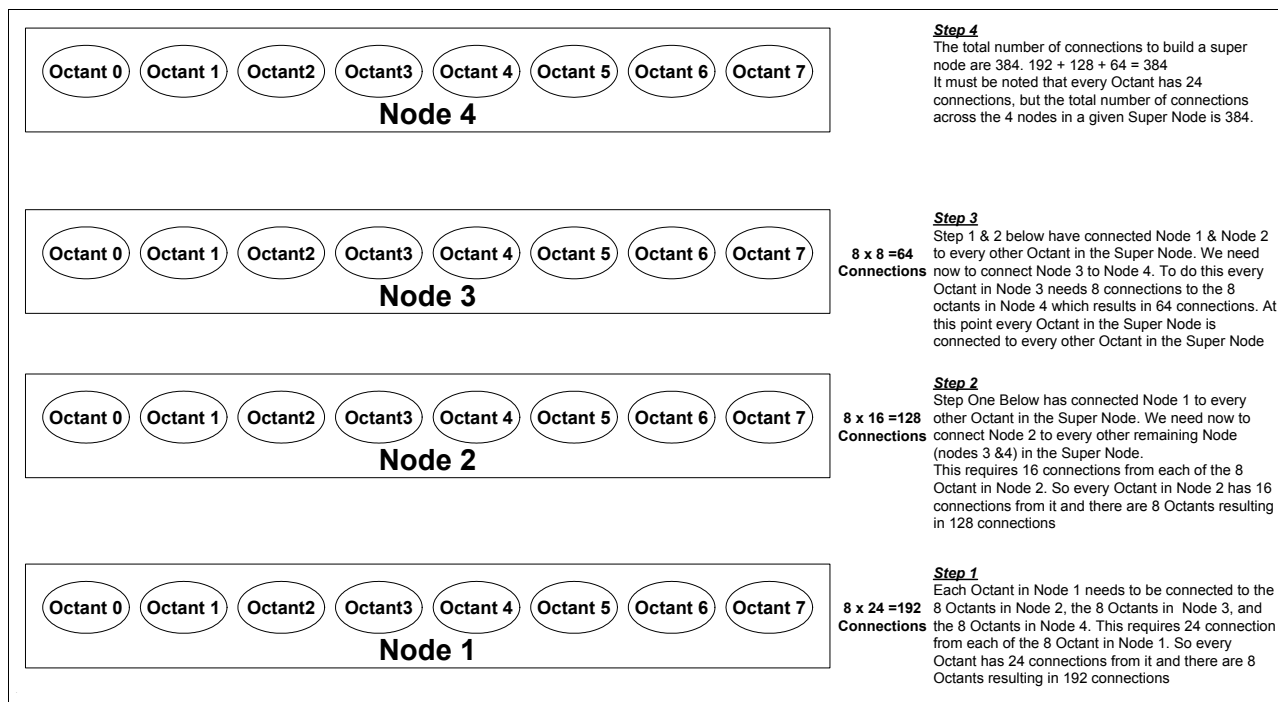 Octant 0 Octant 1 Octant2 Octant3 Octant 4 Octant 5 Octant 6 Octant 7
Node 4
Step 4
The total number of connections to build a super
node are 384. 192 + 128 + 64 = 384
It must be noted that every Octant has 24
connections, but the total number of connections
across the 4 nodes in a given Super Node is 384.
Octant 0 Octant 1 Octant2 Octant3 Octant 4 Octant 5 Octant 6 Octant 7
Node 3
8 x 8 =64
Connections
Step 3
Step 1 & 2 below have connected Node 1 & Node 2
to every other Octant in the Super Node. We need
now to connect Node 3 to Node 4. To do this every
Octant in Node 3 needs 8 connections to the 8
octants in Node 4 which results in 64 connections. At
this point every Octant in the Super Node is
connected to every other Octant in the Super Node
Octant 0 Octant 1 Octant2 Octant3 Octant 4 Octant 5 Octant 6 Octant 7
Node 2
8 x 16 =128
Connections
Step 2
Step One Below has connected Node 1 to every
other Octant in the Super Node. We need now to
connect Node 2 to every other remaining Node
(nodes 3 &4) in the Super Node.
This requires 16 connections from each of the 8
Octant in Node 2. So every Octant in Node 2 has 16
connections from it and there are 8 Octants resulting
in 128 connections
Octant 0 Octant 1 Octant2 Octant3 Octant 4 Octant 5 Octant 6 Octant 7
Node 1
8 x 24 =192
Connections
Step 1
Each Octant in Node 1 needs to be connected to the
8 Octants in Node 2, the 8 Octants in Node 3, and
the 8 Octants in Node 4. This requires 24 connection
from each of the 8 Octant in Node 1. So every
Octant has 24 connections from it and there are 8
Octants resulting in 192 connections